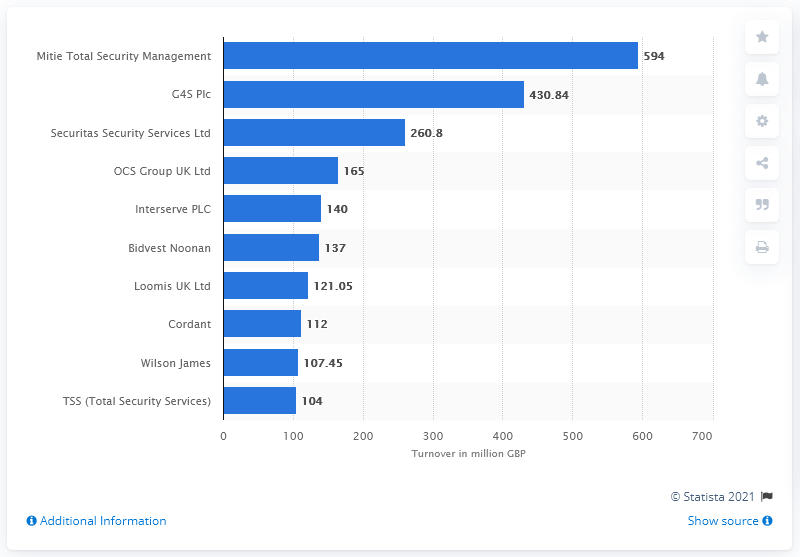 Mitie Total Security Management 594
G4S Plc 430.84
Securitas Security Services Ltd 260.8
OCS Group UK Ltd 165
Interserve PLC 140
Bidvest Noonan 137
Loomis UK Ltd 121.05
Cordant 112
Wilson James 107.45
TSS (Total Security Services) 104
0 100 200 300 400 500 600 700
Turnover in million GBP
© Statista 2021
Additional Information Show source